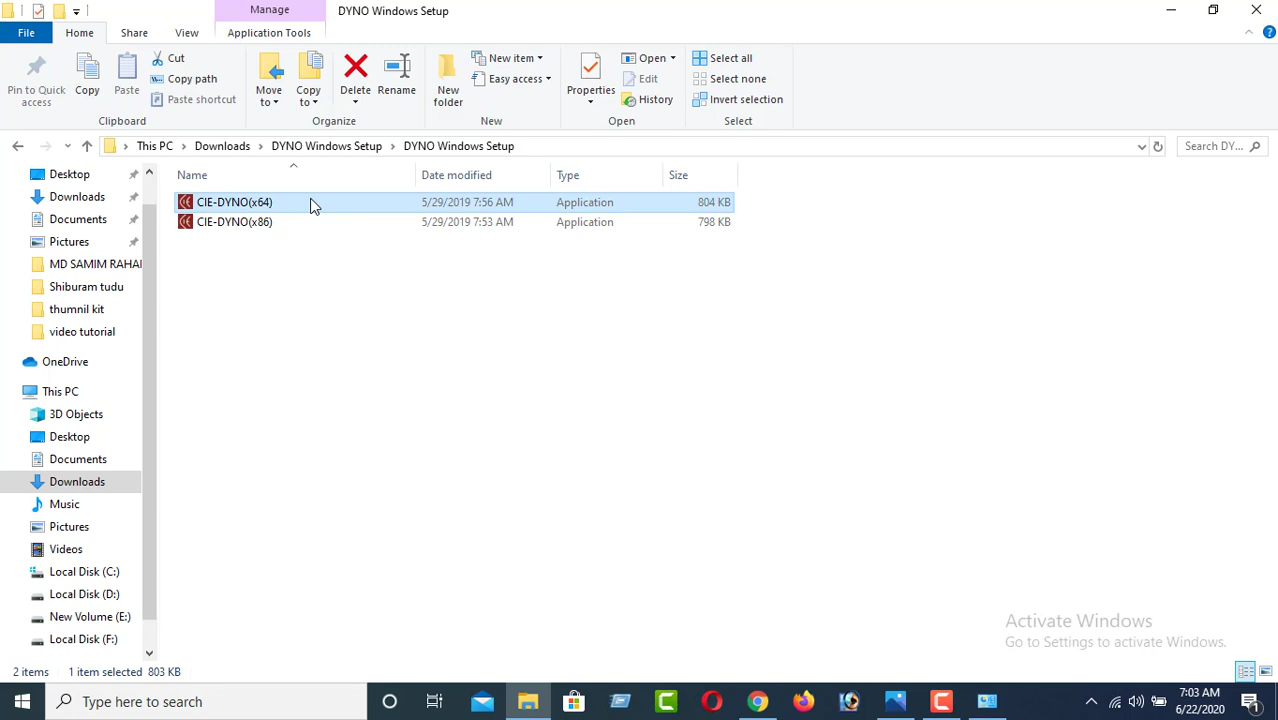 Manage
DYNO Windows Setup
File
Home
Share
View
Application Tools
Pin to Quick
access
Copy
Paste
Cut
Copy path
Paste shortcut
Clipboard
Move
to
Copy
to
Delete
Rename
Organize
New
folder
New item
Easy access
New
Properties
Open
Edit
History
Open
Select all
Select none
Invert selection
Select
This PC
Downloads
DYNO Windows Setup
DYNO Windows Setup
Search DY...
Name
Date modified
Type
Size
CIE-DYNO(x64)
5/29/2019 7:56 AM
Application
804 KB
CIE-DYNO(x86)
5/29/2019 7:53 AM
Application
798 KB
Desktop
Downloads
Documents
Pictures
MD SAMIM RAHA
Shiburam tudu
thumnil kit
video tutorial
OneDrive
This PC
3D Objects
Desktop
Documents
Downloads
Music
Pictures
Videos
Local Disk (C:)
Local Disk (D:)
New Volume (E:)
Local Disk (F:)
Activate Windows
Go to Settings to activate Windows.
2 items
1 item selected
803 KB
Type here to search
7:03 AM
6/22/2020
1